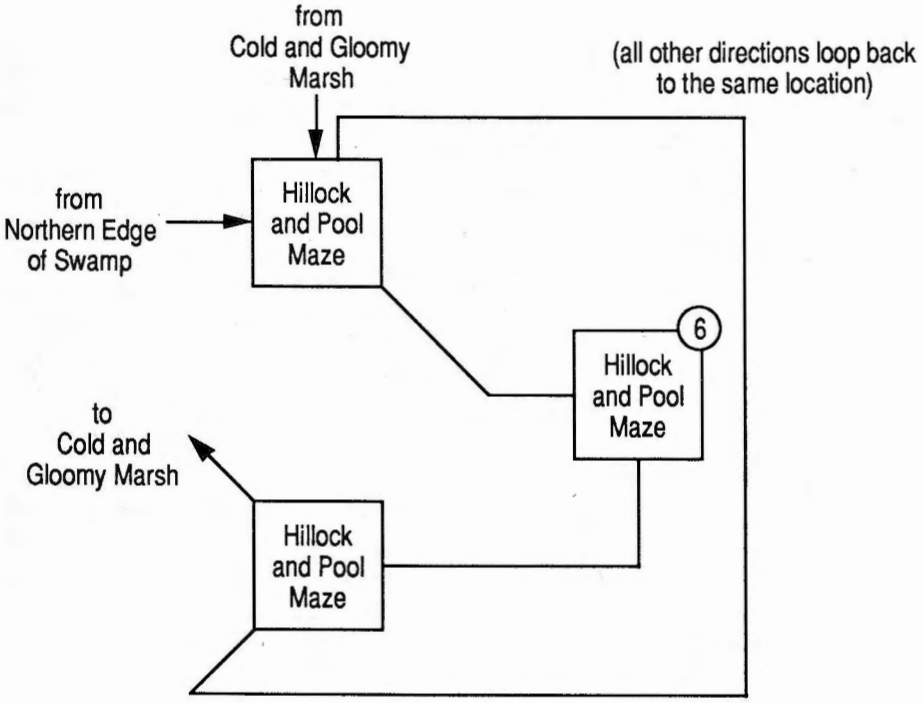 from
Cold and Gloomy
Marsh
(all other directions loop back
to the same location)
Hillock
and Pool
Maze
from
Northern Edge
of Swamp
6
Hillock
and Pool
Maze
to
Cold and
Gloomy Marsh
Hillock
and Pool
Maze